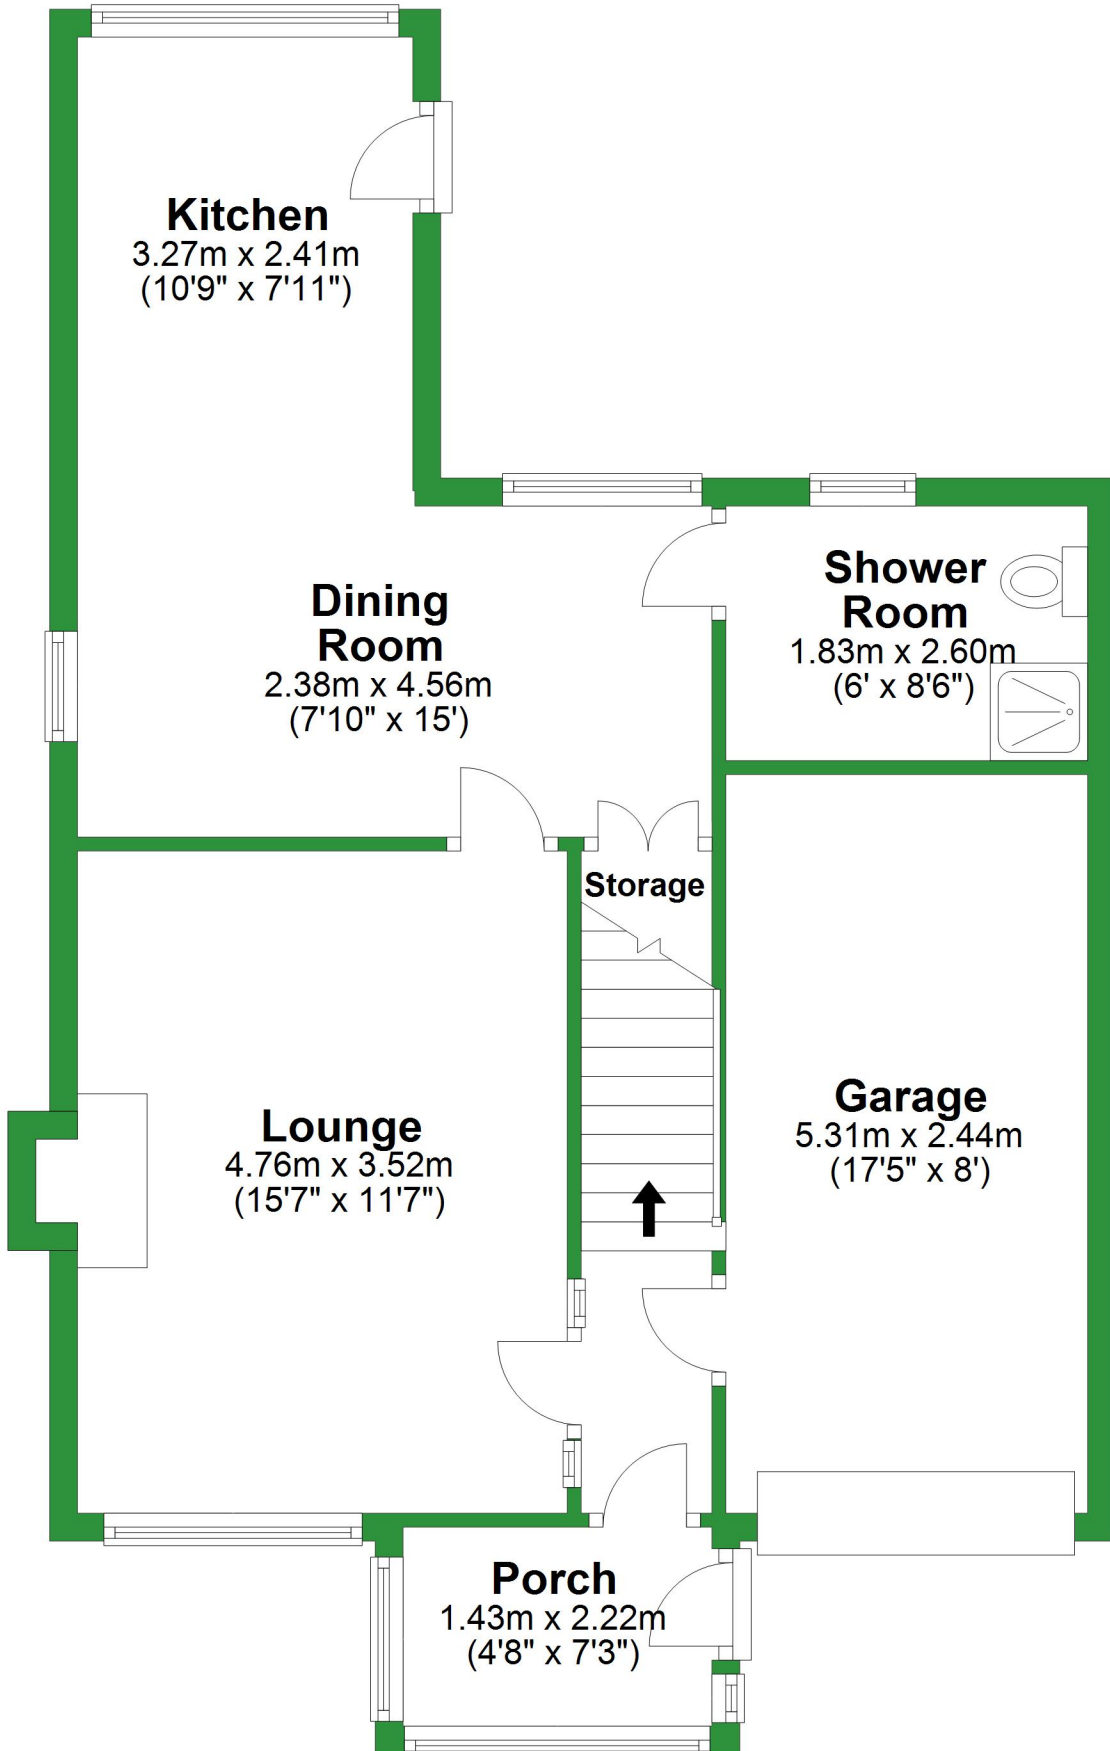 Kitchen
3.27m x 2.41m
(10'9" x 7'11")
Dining
Room
2.38m x 4.56m
(7'10" x 15')
Shower
Room
1.83m x 2.60m
(6' x 8'6")
Storage
Lounge
4.76m x 3.52m
(15'7" x 11'7")
Garage
5.31m x 2.44m
(17'5" x 8')
Porch
1.43m x 2.22m
(4'8" x 7'3")